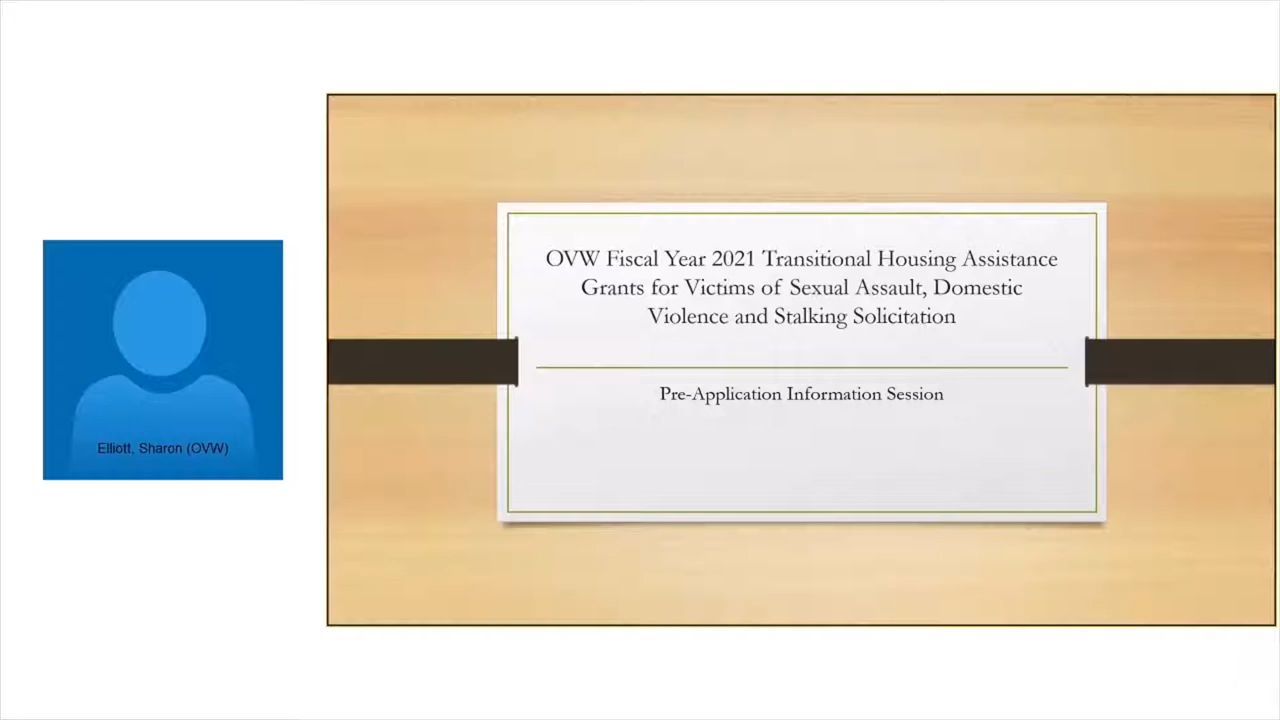 OVW Fiscal Year 2021 Transitional Housing Assistance
Grants for Victims of Sexual Assault, Domestic
Violence and Stalking Solicitation
Pre-Application Information Session
Elliott, Sharon (OVW)